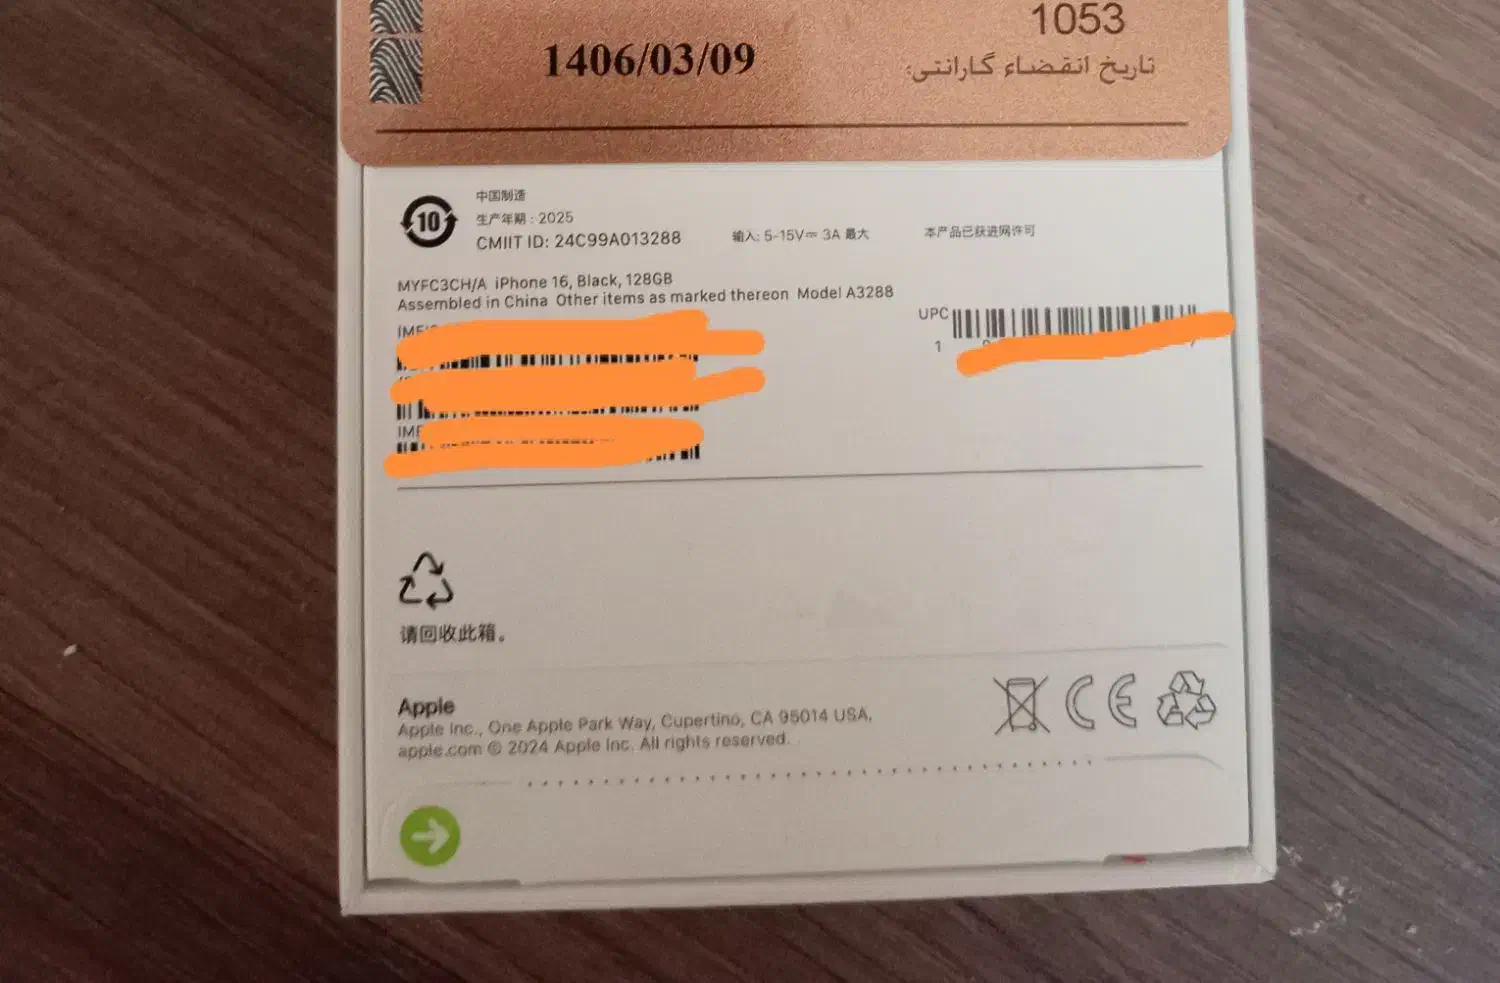 1053
1406/03/09
تاریخ انقضاء گارانتی:
10
中国制造
生产年期 : 2025
CMIIT ID: 24C99A013288
输入: 5-15V⎓ 3A 最大
本产品已获进网许可
MYFC3CH/A iPhone 16, Black, 128GB
Assembled in China Other items as marked thereon Model A3288
UPC
1
请回收此箱。
Apple
Apple Inc., One Apple Park Way, Cupertino, CA 95014 USA.
apple.com © 2024 Apple Inc. All rights reserved.
CE